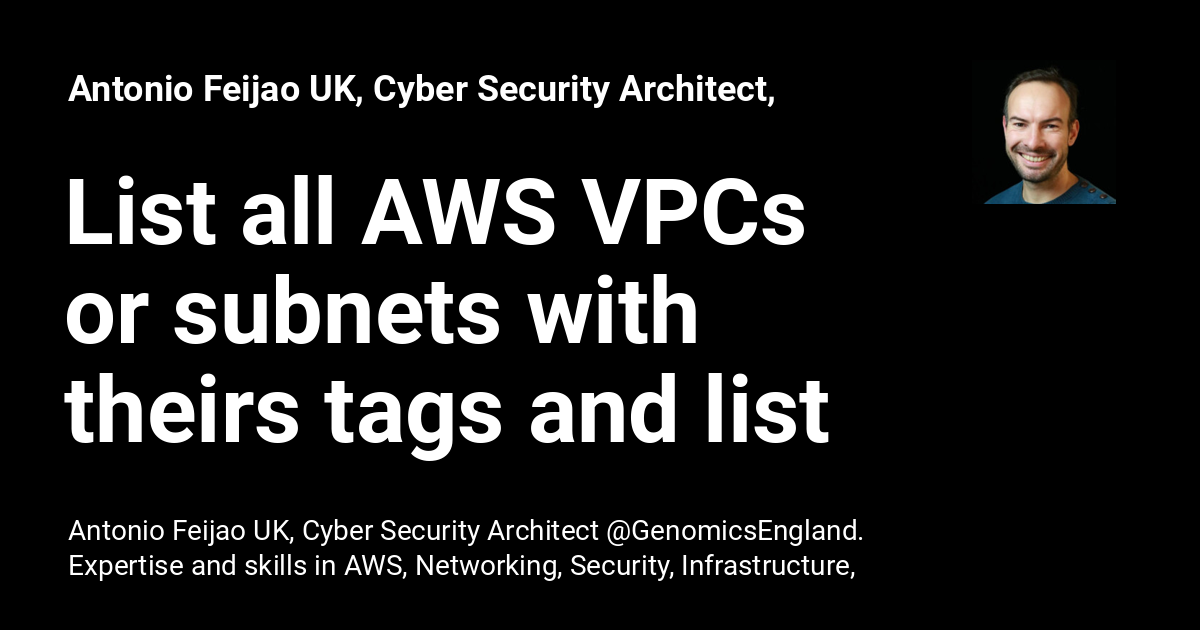 Antonio Feijao UK, Cyber Security Architect,
List all AWS VPCs
or subnets with
theirs tags and list
Antonio Feijao UK, Cyber Security Architect @GenomicsEngland.
Expertise and skills in AWS, Networking, Security, Infrastructure,